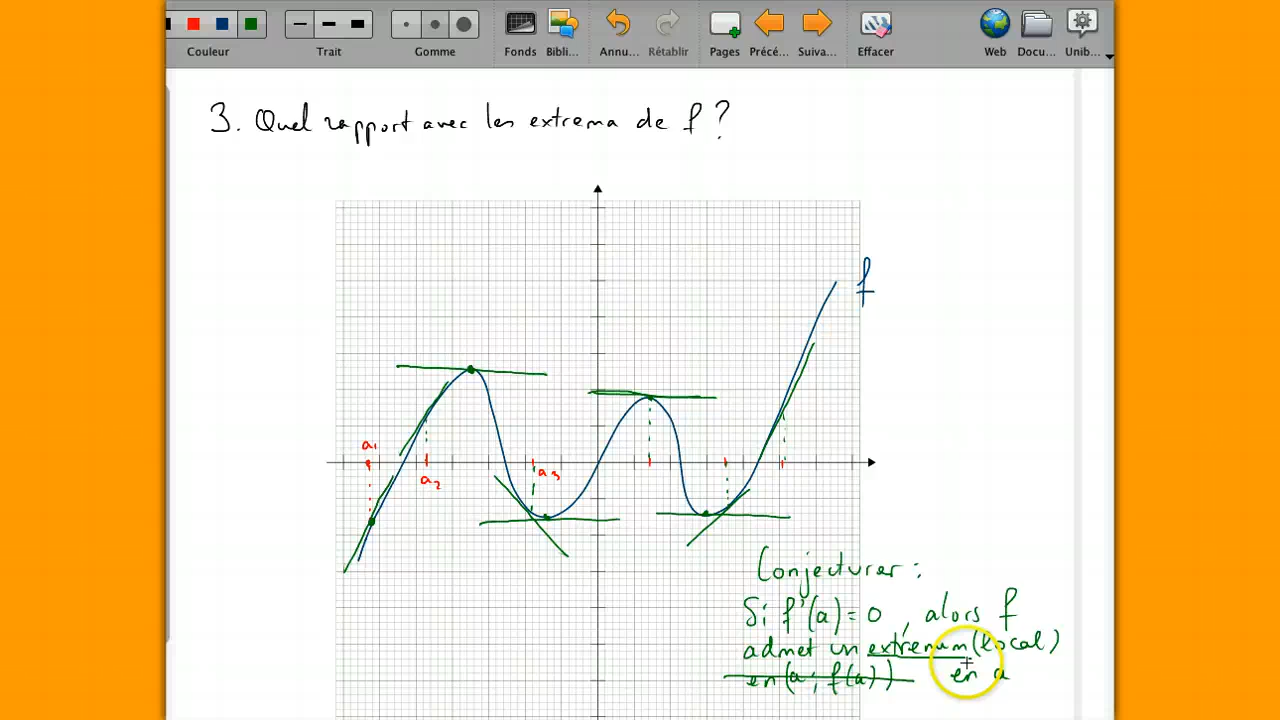 Couleur Trait Gomme Fonds Bibli... Annu... Rétablir Pages Précé... Suiva... Effacer Web Docu... Unib...
3. Quel rapport avec les extrema de f ?
f
a1
a2
a3
Conjecturer :
Si f'(a) = 0 , alors f
admet un extremum (local)
en (a ; f(a)) en a